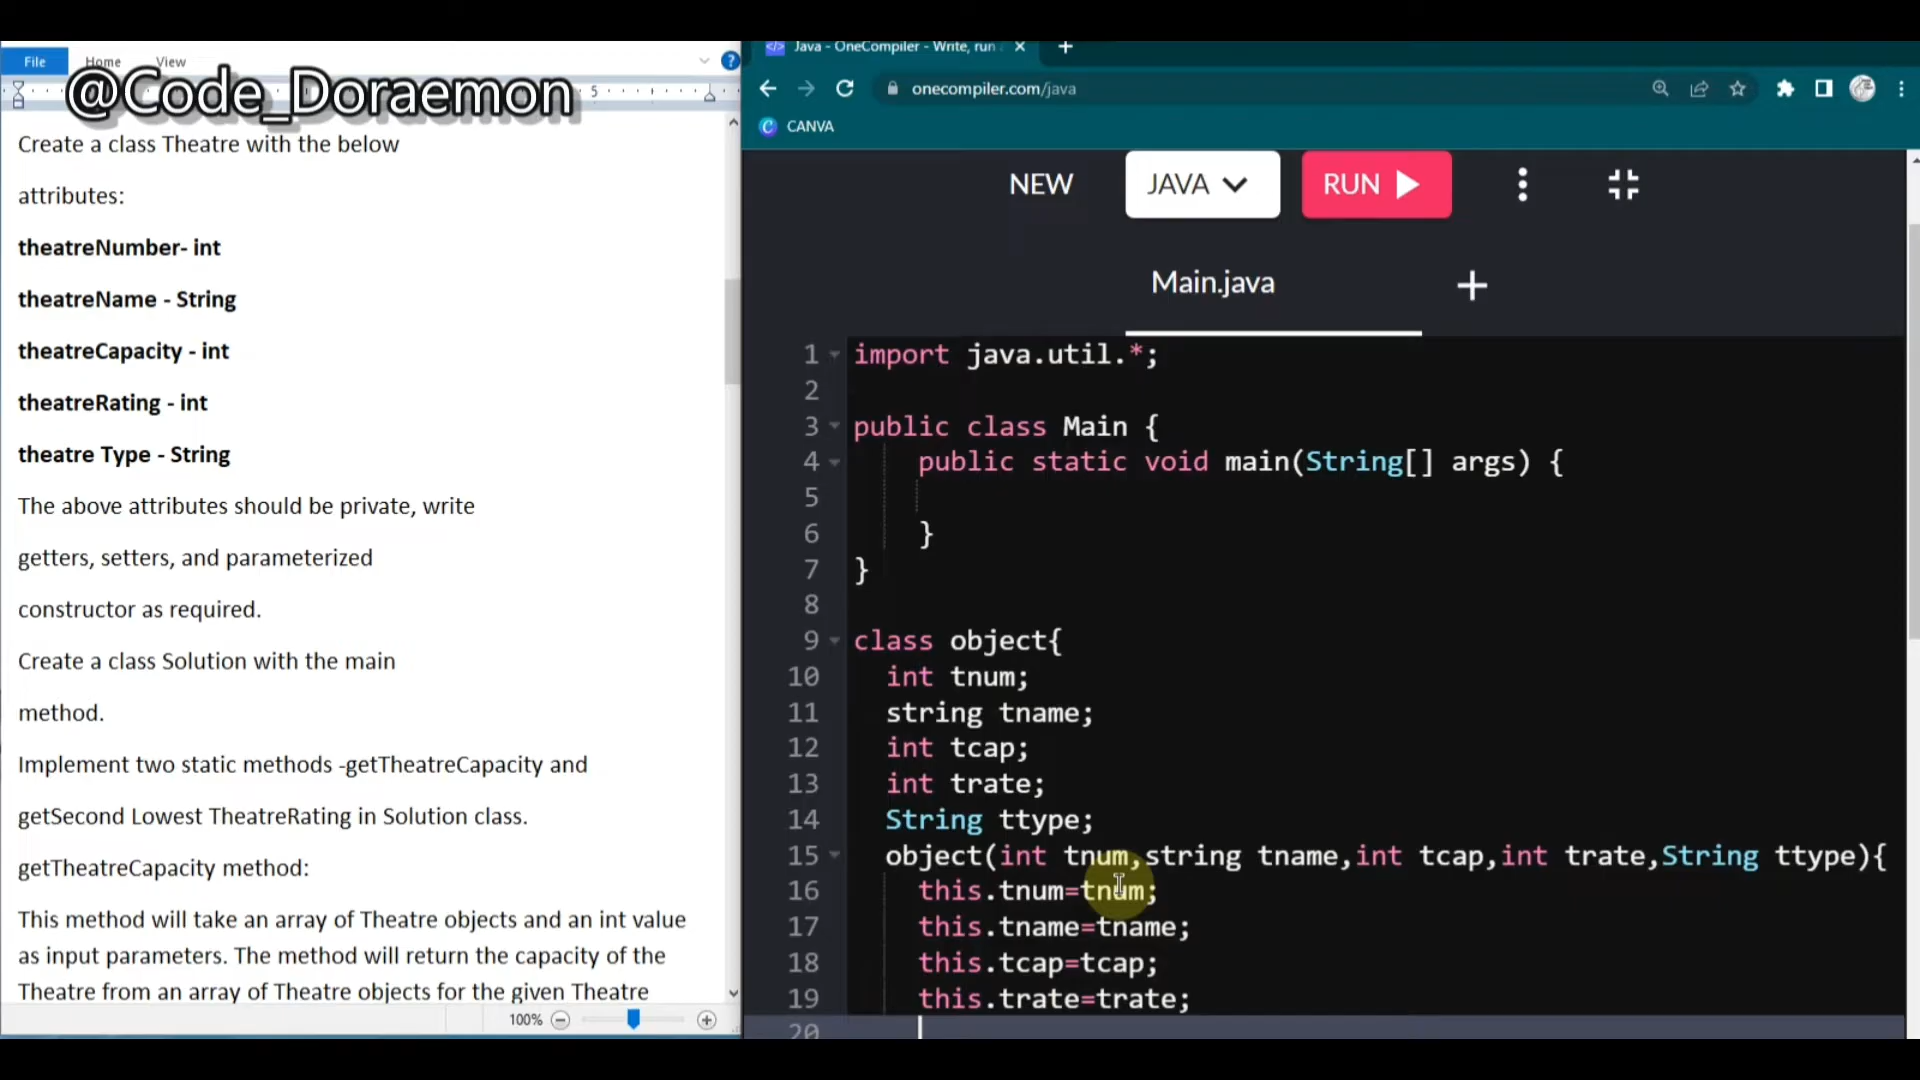 File Home View
@Code_Doraemon
5
Create a class Theatre with the below
attributes:
theatreNumber- int
theatreName - String
theatreCapacity - int
theatreRating - int
theatre Type - String
The above attributes should be private, write
getters, setters, and parameterized
constructor as required.
Create a class Solution with the main
method.
Implement two static methods -getTheatreCapacity and
getSecond Lowest TheatreRating in Solution class.
getTheatreCapacity method:
This method will take an array of Theatre objects and an int value
as input parameters. The method will return the capacity of the
Theatre from an array of Theatre objects for the given Theatre
100%
Java - OneCompiler - Write, run
onecompiler.com/java
CANVA
NEW JAVA RUN
Main.java
1 import java.util.*;
2
3 public class Main {
4 public static void main(String[] args) {
5
6 }
7 }
8
9 class object{
10 int tnum;
11 string tname;
12 int tcap;
13 int trate;
14 String ttype;
15 object(int tnum,string tname,int tcap,int trate,String ttype){
16 this.tnum=tnum;
17 this.tname=tname;
18 this.tcap=tcap;
19 this.trate=trate;
20